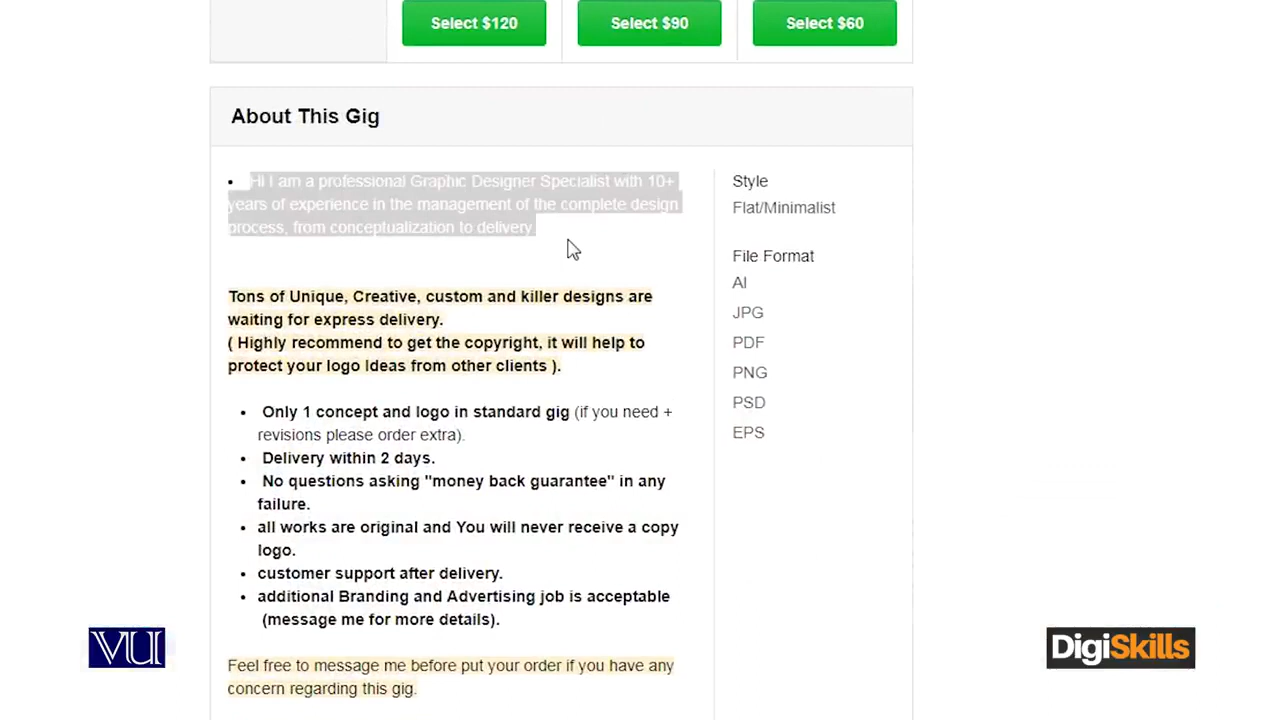 Select $120 Select $90 Select $60
About This Gig
• Hi I am a professional Graphic Designer Specialist with 10+
years of experience in the management of the complete design
process, from conceptualization to delivery
Tons of Unique, Creative, custom and killer designs are
waiting for express delivery.
( Highly recommend to get the copyright, it will help to
protect your logo Ideas from other clients ).
• Only 1 concept and logo in standard gig (if you need +
revisions please order extra).
• Delivery within 2 days.
• No questions asking "money back guarantee" in any
failure.
• all works are original and You will never receive a copy
logo.
• customer support after delivery.
• additional Branding and Advertising job is acceptable
(message me for more details).
Feel free to message me before put your order if you have any
concern regarding this gig.
Style
Flat/Minimalist
File Format
AI
JPG
PDF
PNG
PSD
EPS
VU
DigiSkills